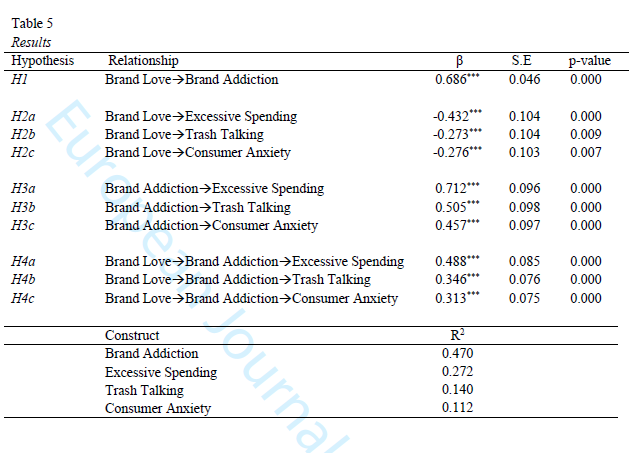 Table 5
Results
Hypothesis Relationship β S.E p-value
H1 Brand Love→Brand Addiction 0.686*** 0.046 0.000
H2a Brand Love→Excessive Spending -0.432*** 0.104 0.000
H2b Brand Love→Trash Talking -0.273*** 0.104 0.009
H2c Brand Love→Consumer Anxiety -0.276*** 0.103 0.007
H3a Brand Addiction→Excessive Spending 0.712*** 0.096 0.000
H3b Brand Addiction→Trash Talking 0.505*** 0.098 0.000
H3c Brand Addiction→Consumer Anxiety 0.457*** 0.097 0.000
H4a Brand Love→Brand Addiction→Excessive Spending 0.488*** 0.085 0.000
H4b Brand Love→Brand Addiction→Trash Talking 0.346*** 0.076 0.000
H4c Brand Love→Brand Addiction→Consumer Anxiety 0.313*** 0.075 0.000
Construct R²
Brand Addiction 0.470
Excessive Spending 0.272
Trash Talking 0.140
Consumer Anxiety 0.112
European Journal